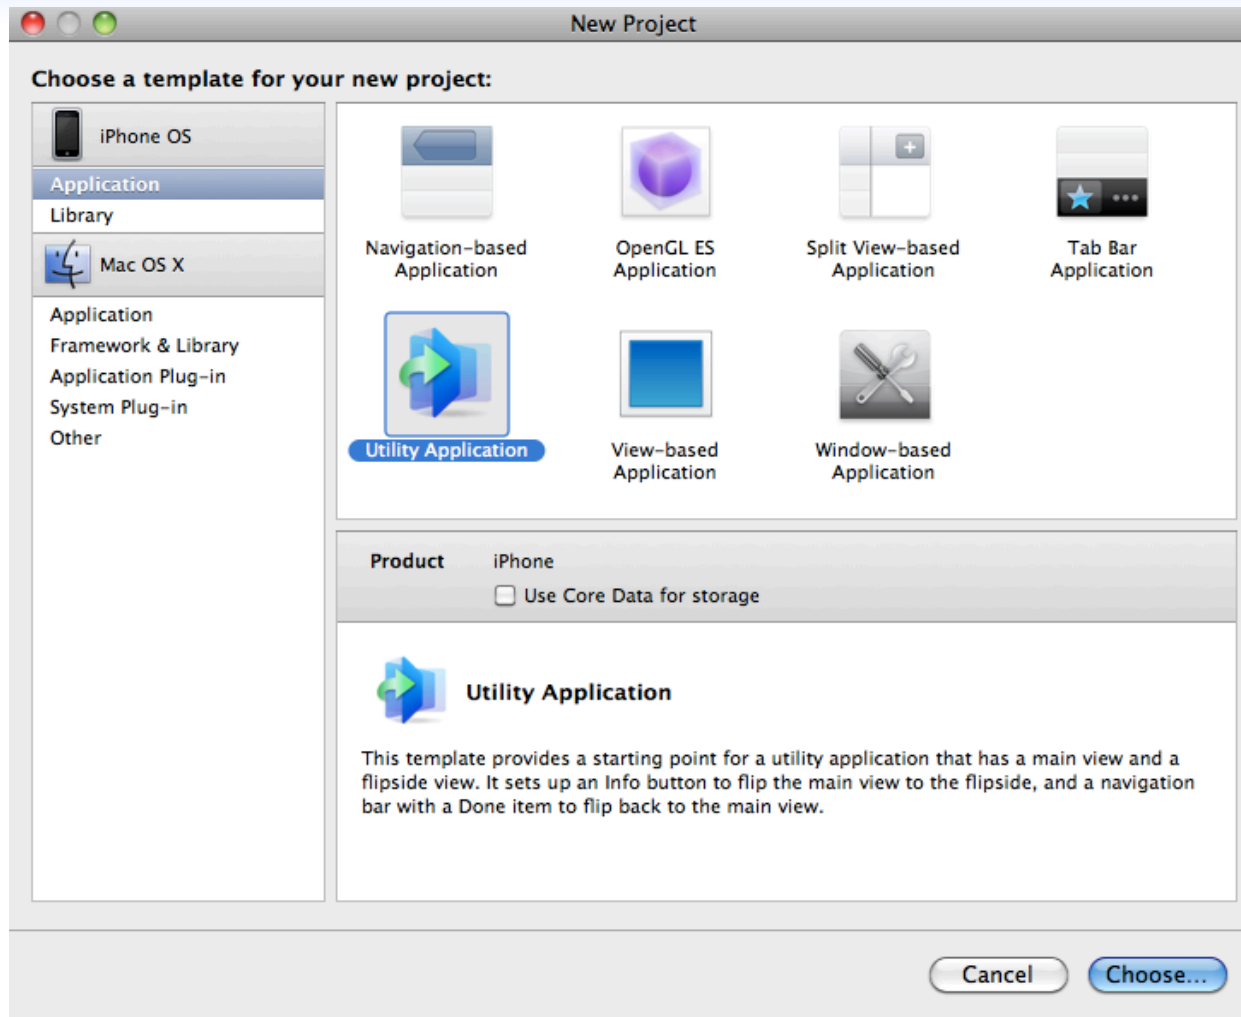 New Project
Choose a template for your new project:
iPhone OS
Application
Library
Mac OS X
Application
Framework & Library
Application Plug-in
System Plug-in
Other
Navigation-based
Application
OpenGL ES
Application
Split View-based
Application
Tab Bar
Application
Utility Application
View-based
Application
Window-based
Application
Product iPhone
Use Core Data for storage
Utility Application
This template provides a starting point for a utility application that has a main view and a
flipside view. It sets up an Info button to flip the main view to the flipside, and a navigation
bar with a Done item to flip back to the main view.
Cancel
Choose...